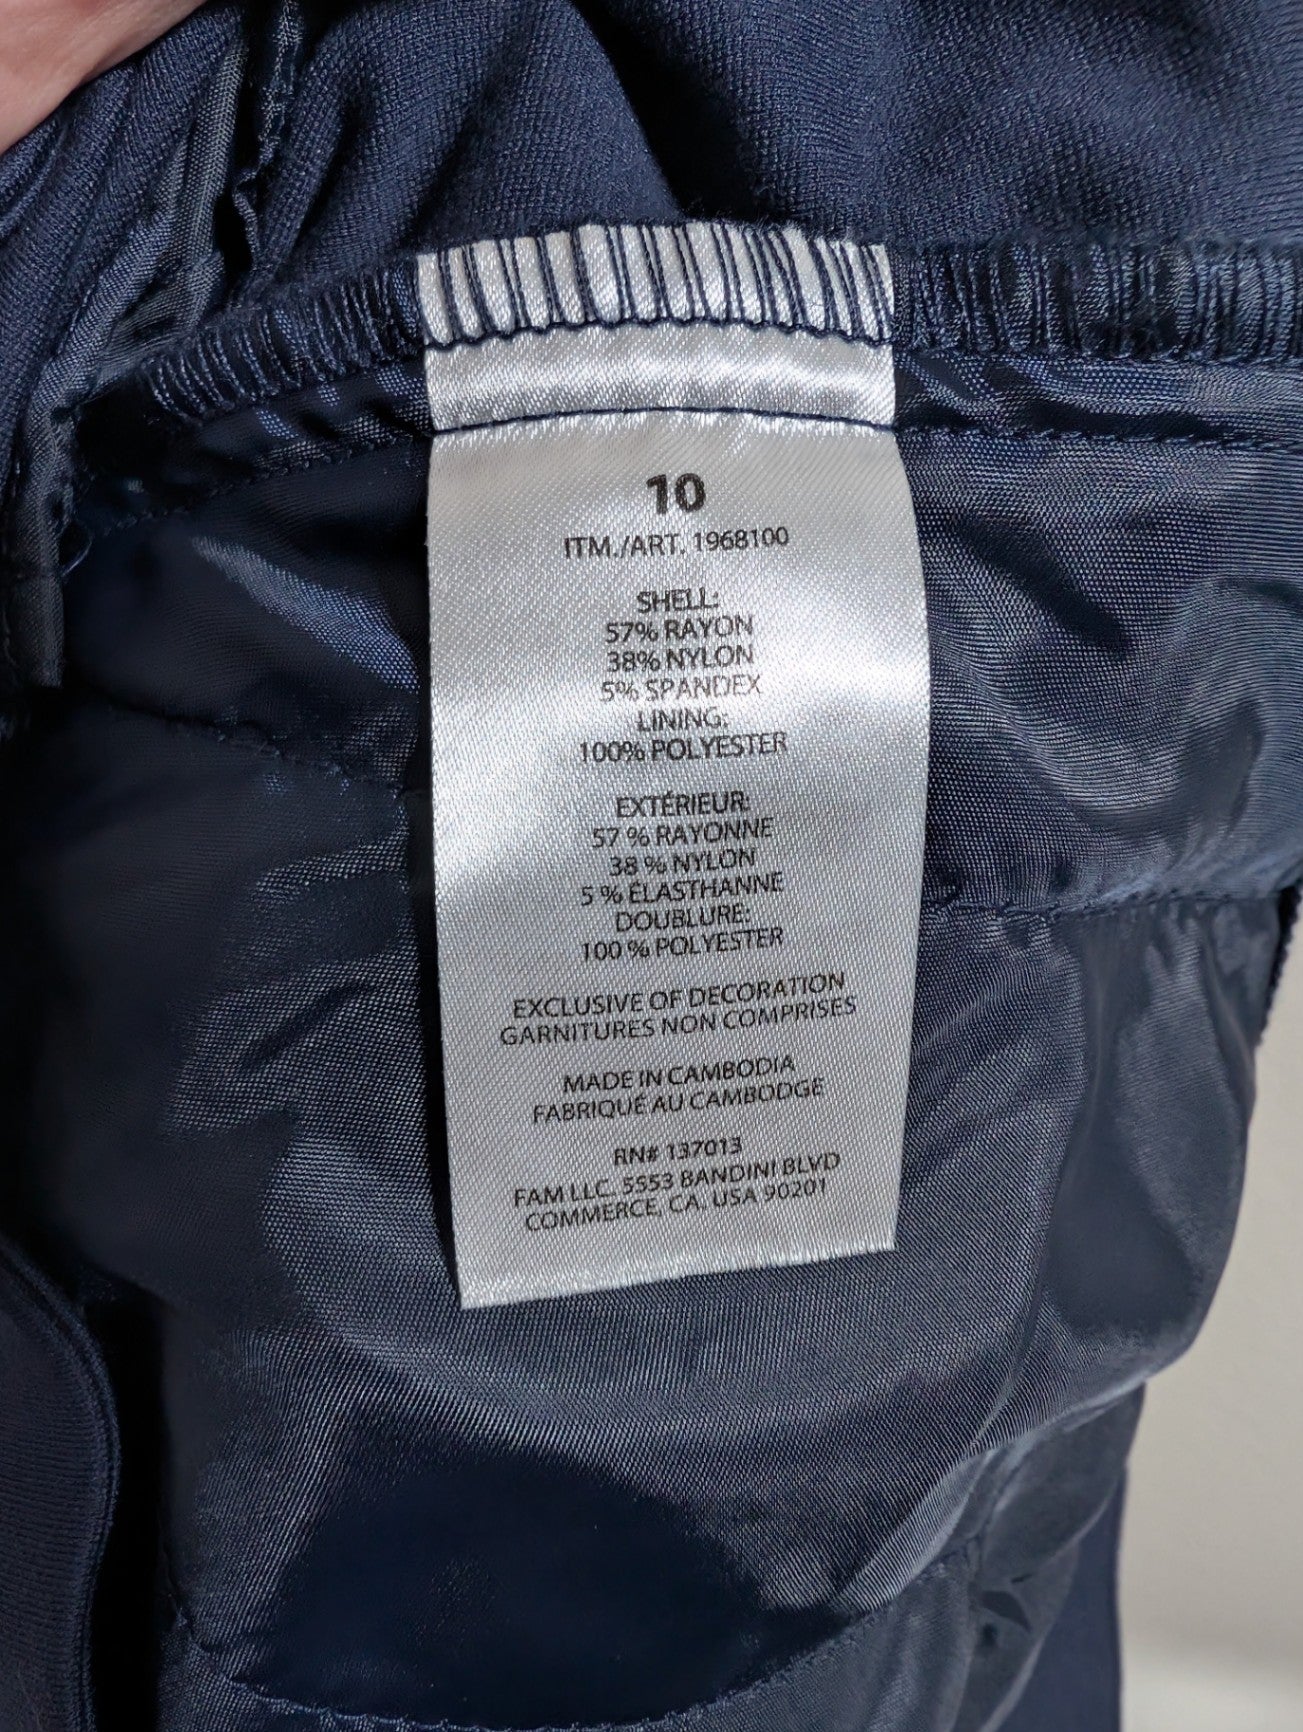 10
ITM./ART. 1968100
SHELL:
57% RAYON
38% NYLON
5% SPANDEX
LINING:
100% POLYESTER
EXTÉRIEUR:
57 % RAYONNE
38 % NYLON
5 % ÉLASTHANNE
DOUBLURE:
100 % POLYESTER
EXCLUSIVE OF DECORATION
GARNITURES NON COMPRISES
MADE IN CAMBODIA
FABRIQUÉ AU CAMBODGE
RN# 137013
FAM LLC. 5553 BANDINI BLVD
COMMERCE, CA, USA 90201